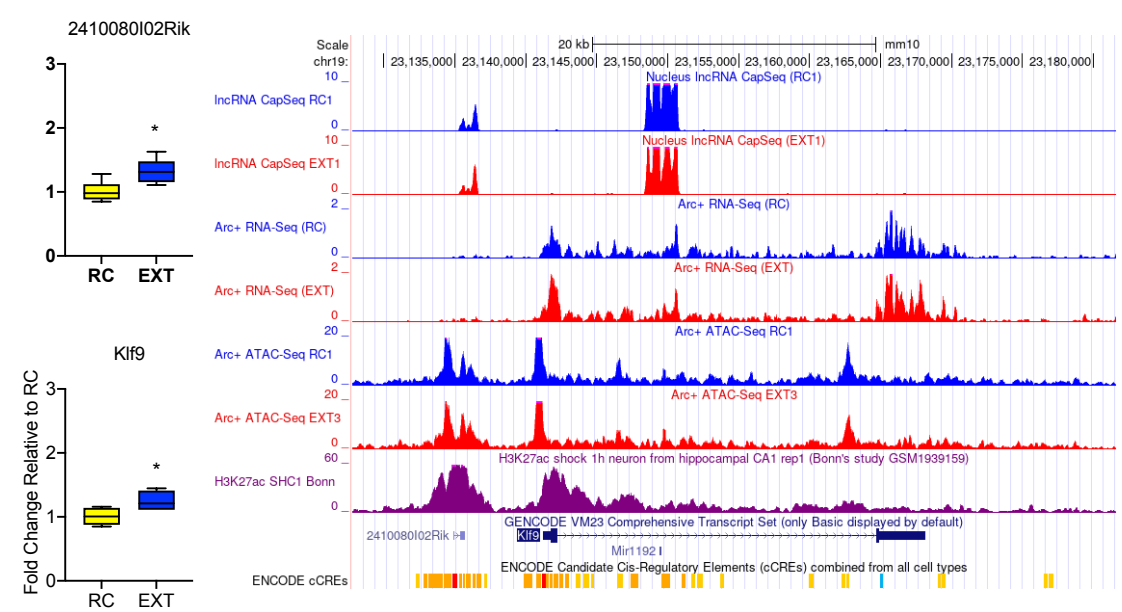 2410080I02Rik
3
2
*
1
0
RC EXT
Klf9
Fold Change Relative to RC
3
2
*
1
0
RC EXT
Scale 20 kb mm10
chr19: 23,135,000 23,140,000 23,145,000 23,150,000 23,155,000 23,160,000 23,165,000 23,170,000 23,175,000 23,180,000
Nucleus lncRNA CapSeq (RC1)
10 _
lncRNA CapSeq RC1
0 _
Nucleus lncRNA CapSeq (EXT1)
10 _
lncRNA CapSeq EXT1
0 _
Arc+ RNA-Seq (RC)
2 _
Arc+ RNA-Seq (RC)
0 _
Arc+ RNA-Seq (EXT)
2 _
Arc+ RNA-Seq (EXT)
0 _
Arc+ ATAC-Seq RC1
20 _
Arc+ ATAC-Seq RC1
0 _
Arc+ ATAC-Seq EXT3
20 _
Arc+ ATAC-Seq EXT3
0 _
H3K27ac shock 1h neuron from hippocampal CA1 rep1 (Bonn's study GSM1939159)
60 _
H3K27ac SHC1 Bonn
0 _
GENCODE VM23 Comprehensive Transcript Set (only Basic displayed by default)
2410080I02Rik
Klf9
Mir1192
ENCODE Candidate Cis-Regulatory Elements (cCREs) combined from all cell types
ENCODE cCREs